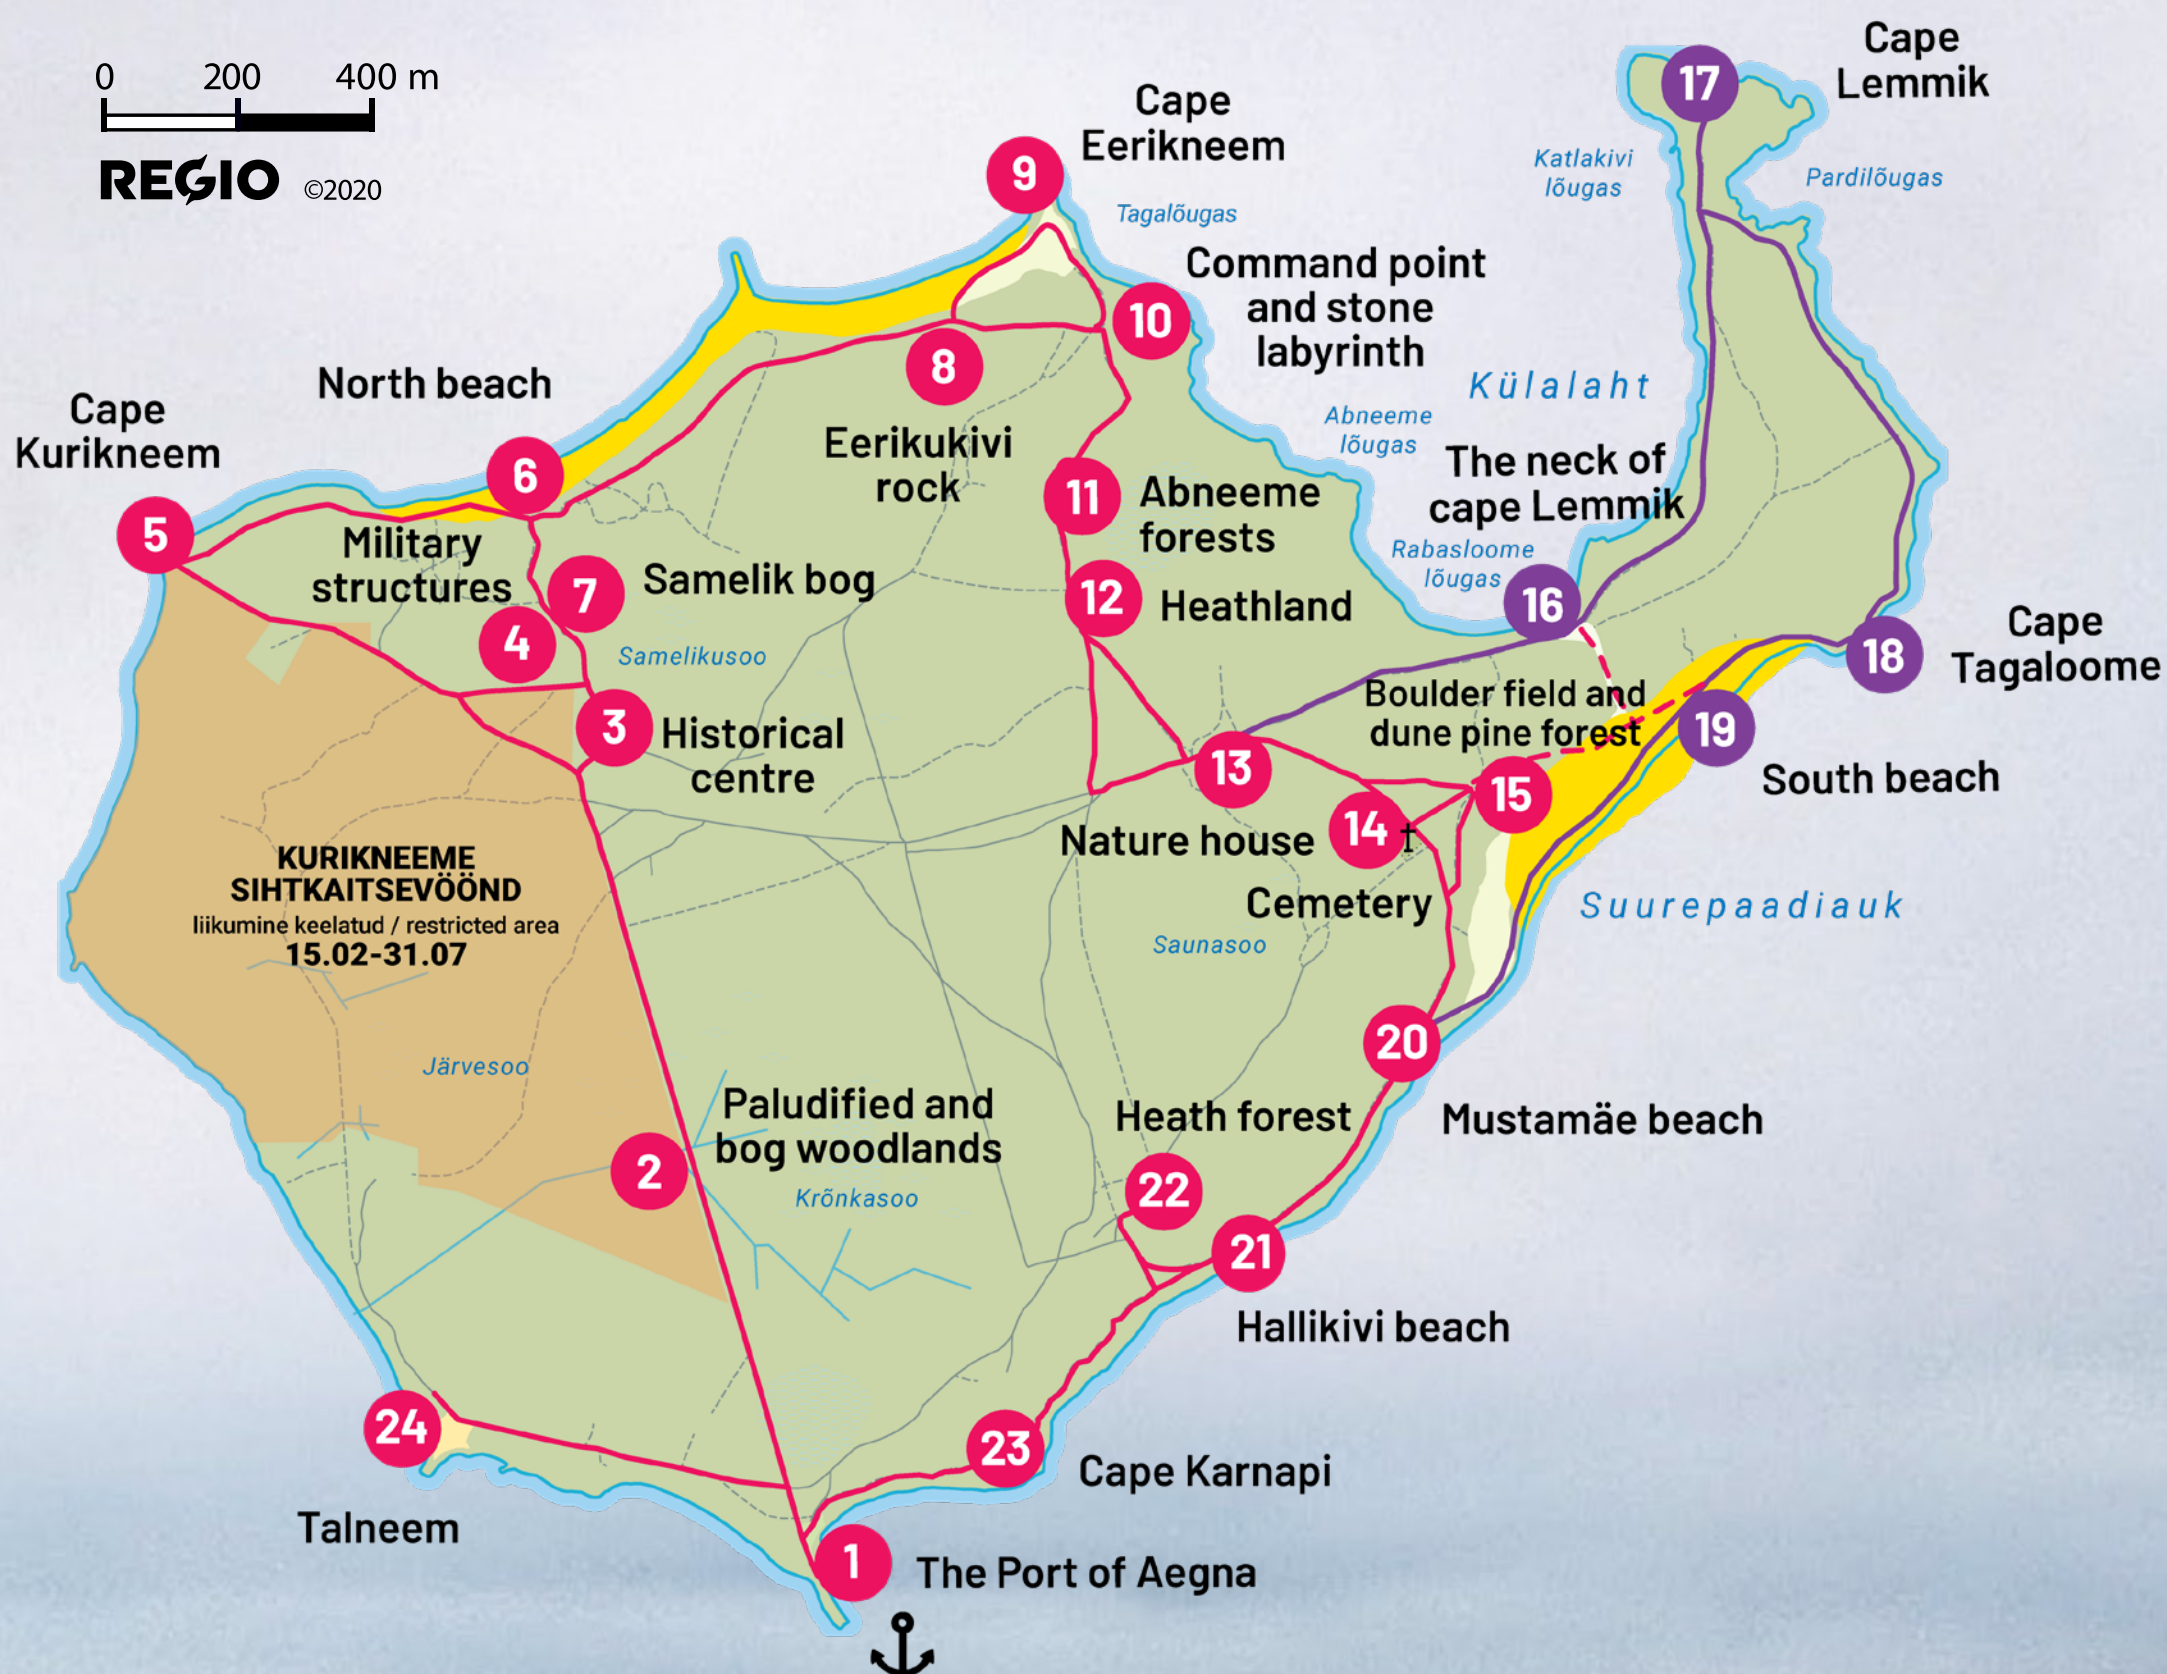 0 200 400 m
REGIO ©2020
Cape
Lemmik
17
Katlakivi
lõugas
Pardilõugas
Cape
Eerikneem
9
Tagalõugas
Command point
and stone
labyrinth
10
8
Eerikukivi
rock
North beach
Cape
Kurikneem
6
5
Military
structures
7
Samelik bog
4
Samelikusoo
3
Historical
centre
11
Abneeme
forests
12
Heathland
Abneeme
lõugas
Külalaht
The neck of
cape Lemmik
Rabasloome
lõugas
16
Cape
Tagaloome
18
Boulder field and
dune pine forest
19
South beach
13
15
Nature house
14
†
Cemetery
Suurepaadiauk
Saunasoo
KURIKNEEME
SIHTKAITSEVÖÖND
liikumine keelatud / restricted area
15.02-31.07
Järvesoo
20
Mustamäe beach
Paludified and
bog woodlands
2
Krõnkasoo
Heath forest
22
21
Hallikivi beach
24
Talneem
23
Cape Karnapi
1
The Port of Aegna